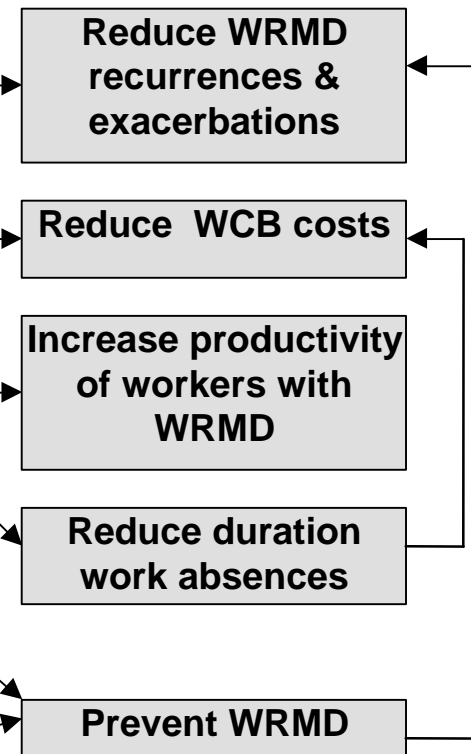 Reduce WRMD
recurrences &
exacerbations
Reduce WCB costs
Increase productivity
of workers with
WRMD
Reduce duration
work absences
Prevent WRMD